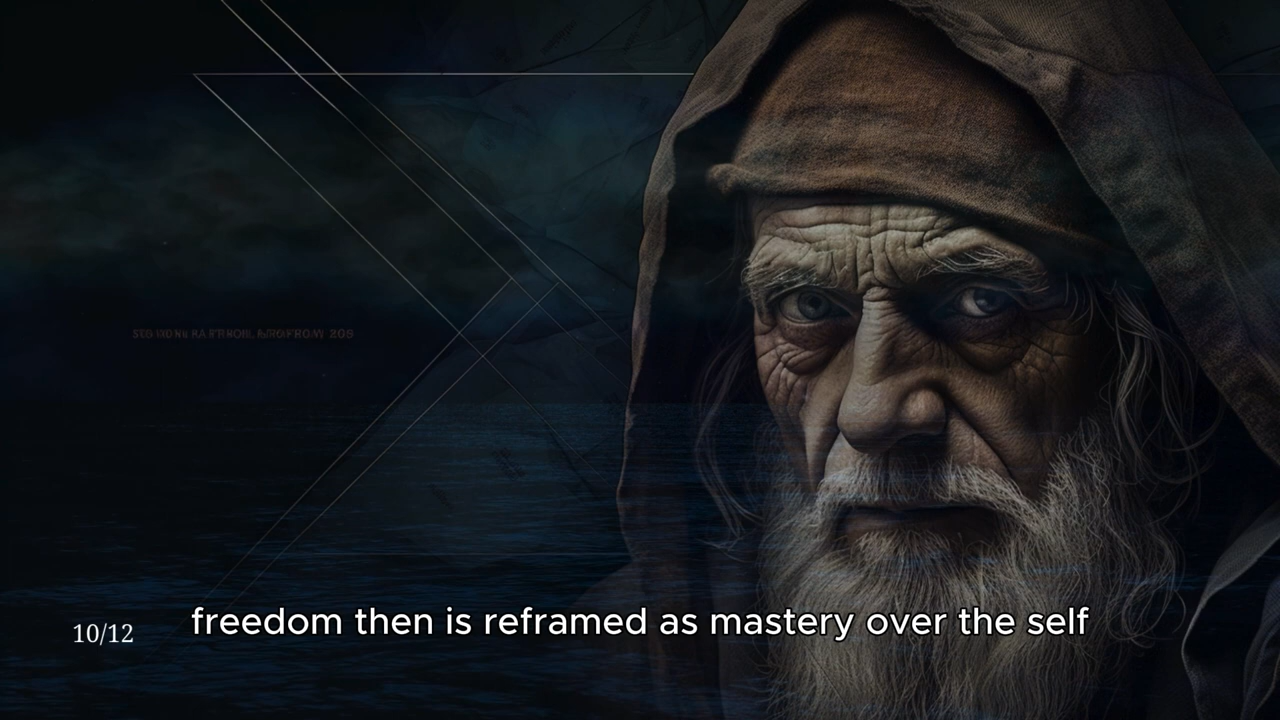 freedom then is reframed as mastery over the self
10/12